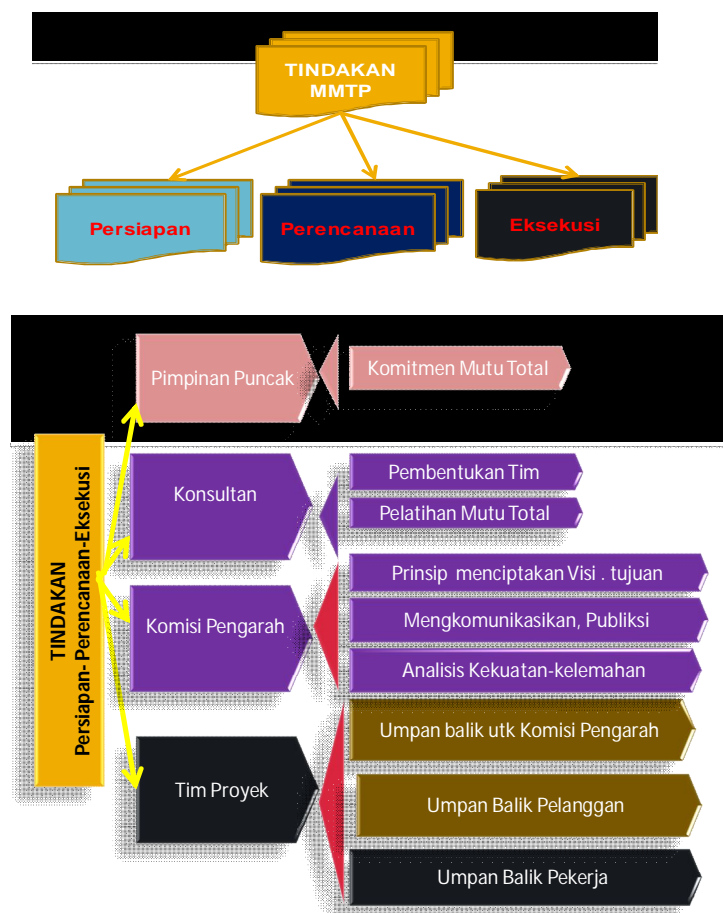 TINDAKAN
MMTP
Persiapan
Perencanaan
Eksekusi
Pimpinan Puncak
Komitmen Mutu Total
TINDAKAN
Persiapan- Perencanaan-Eksekusi
Konsultan
Pembentukan Tim
Pelatihan Mutu Total
Komisi Pengarah
Prinsip menciptakan Visi . tujuan
Mengkomunikasikan, Publiksi
Analisis Kekuatan-kelemahan
Tim Proyek
Umpan balik utk Komisi Pengarah
Umpan Balik Pelanggan
Umpan Balik Pekerja